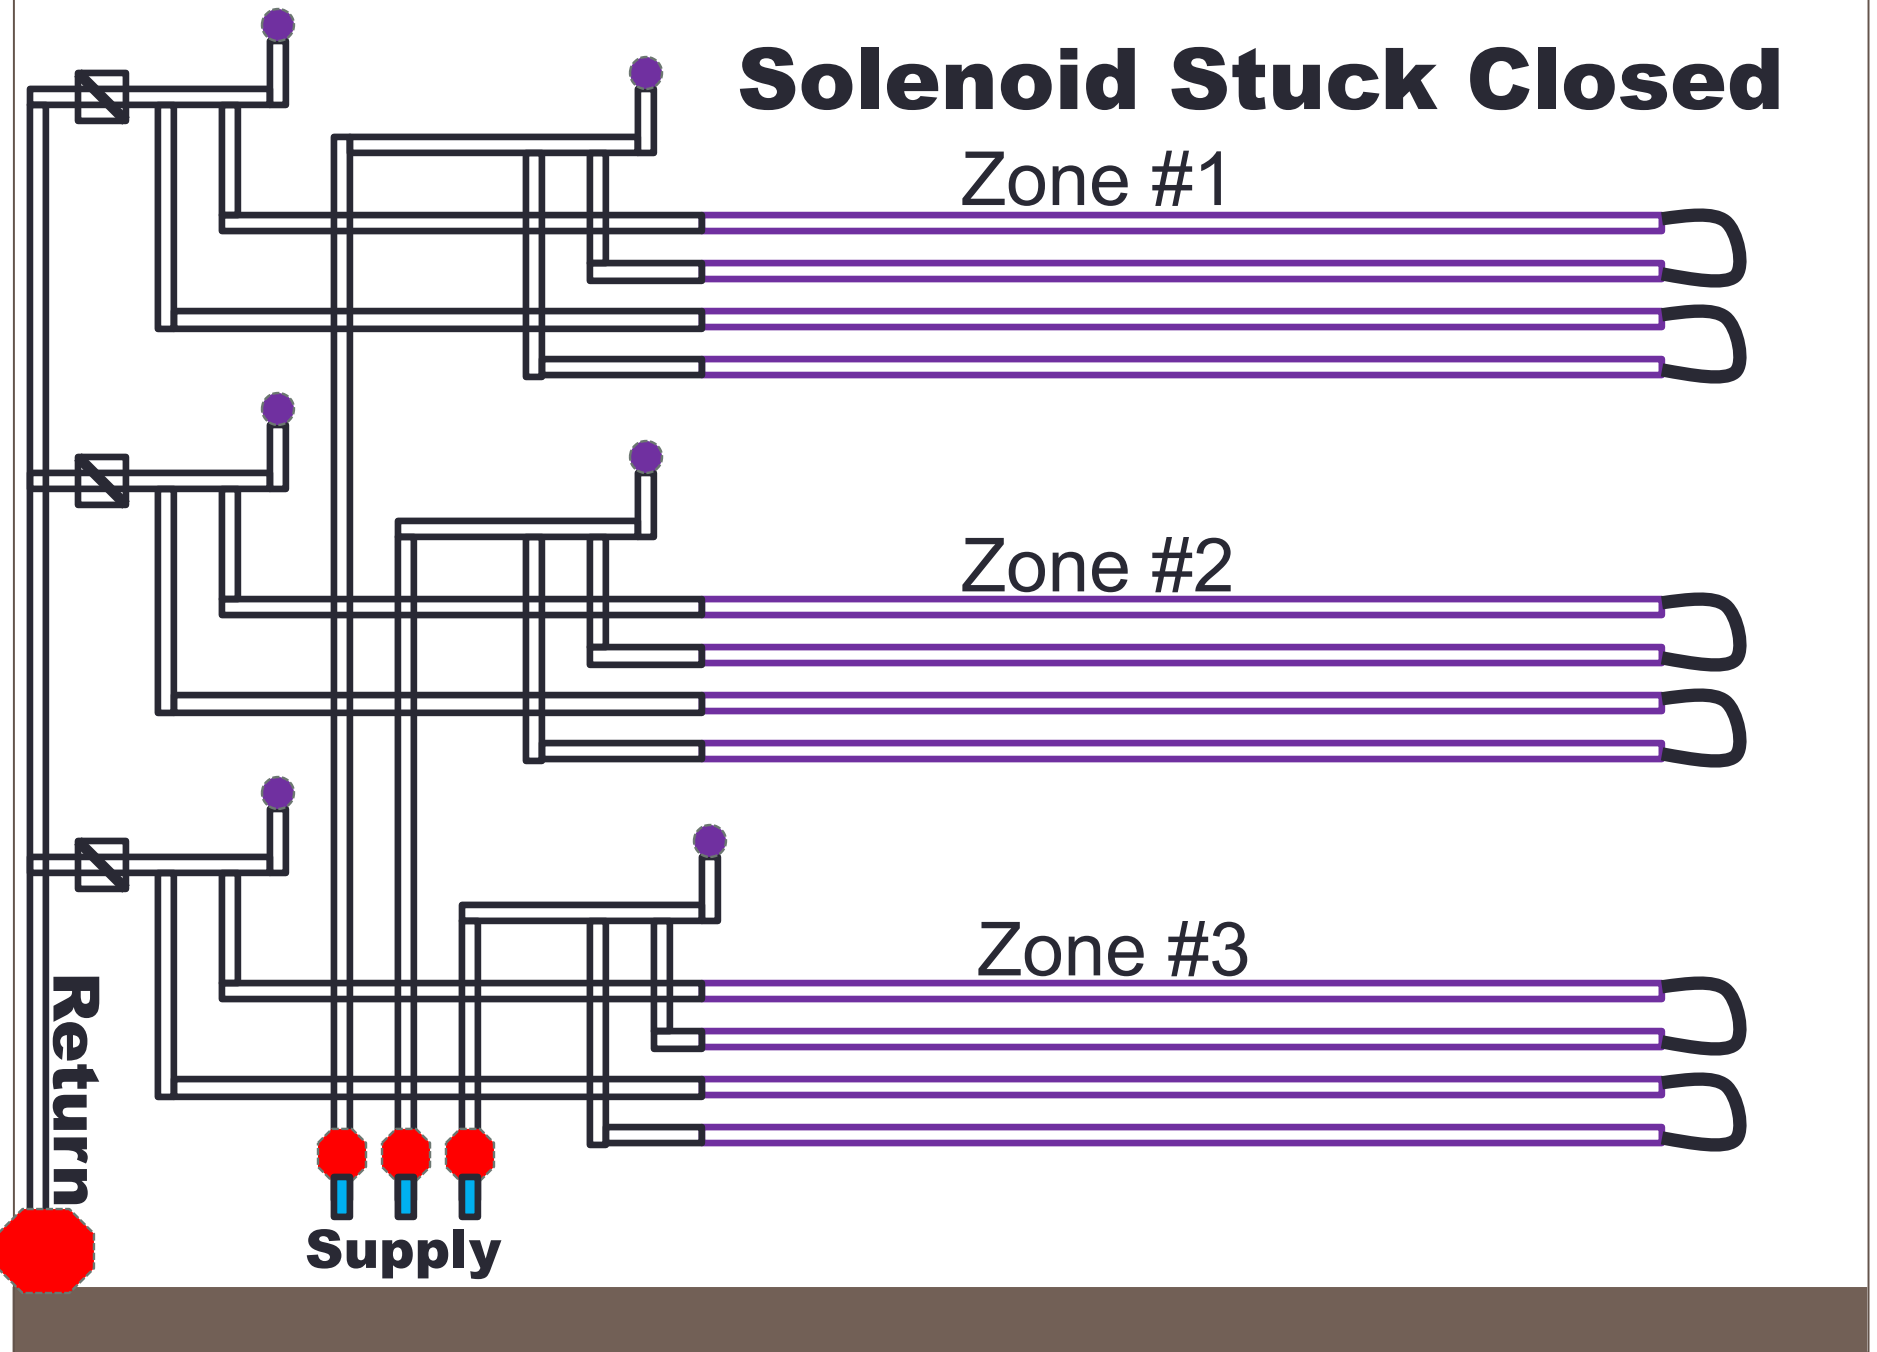 Solenoid Stuck Closed
Zone #1
Zone #2
Zone #3
Return
Supply